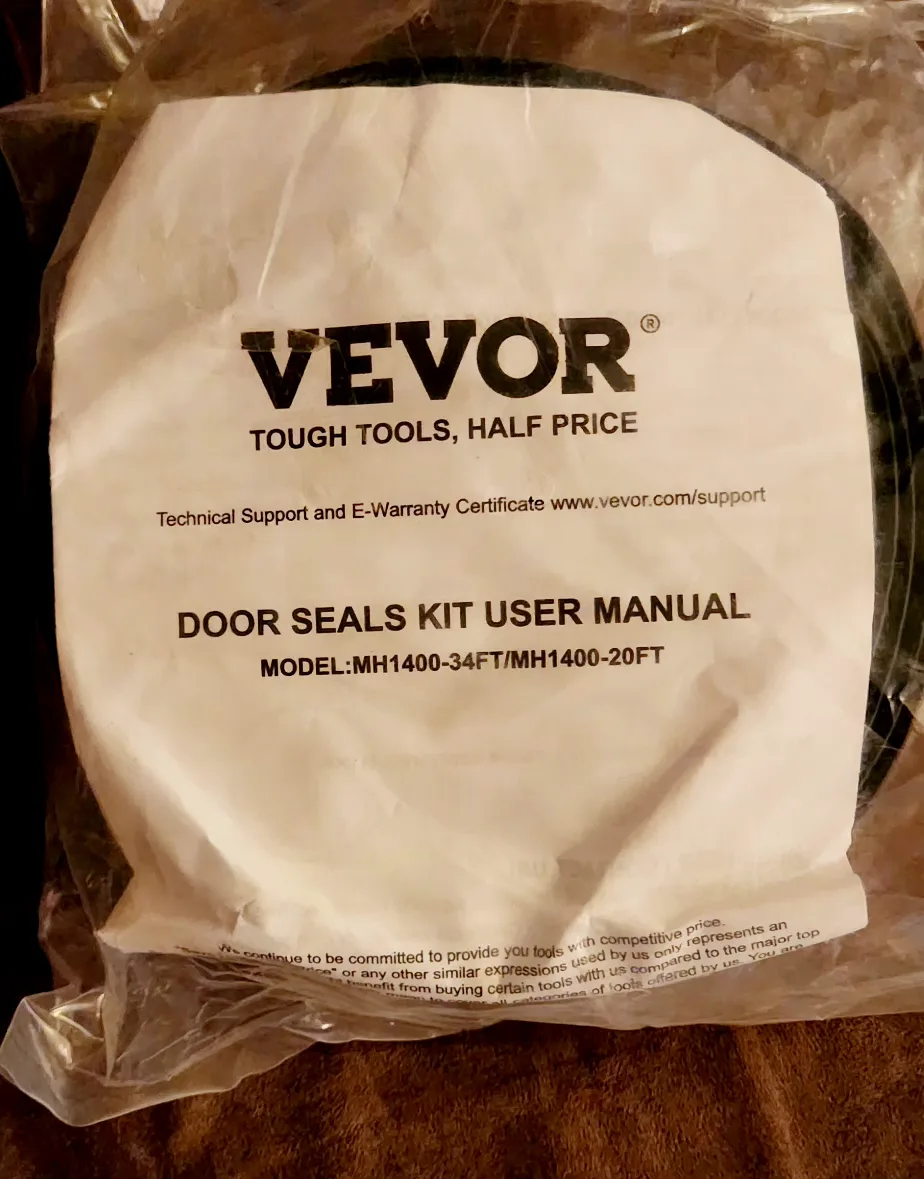 VEVOR®
TOUGH TOOLS, HALF PRICE
Technical Support and E-Warranty Certificate www.vevor.com/support
DOOR SEALS KIT USER MANUAL
MODEL:MH1400-34FT/MH1400-20FT
We continue to be committed to provide you tools with competitive price.
or any other similar expressions used by us only represents an
benefit from buying certain tools with us compared to the major top
all categories of tools offered by us. You are